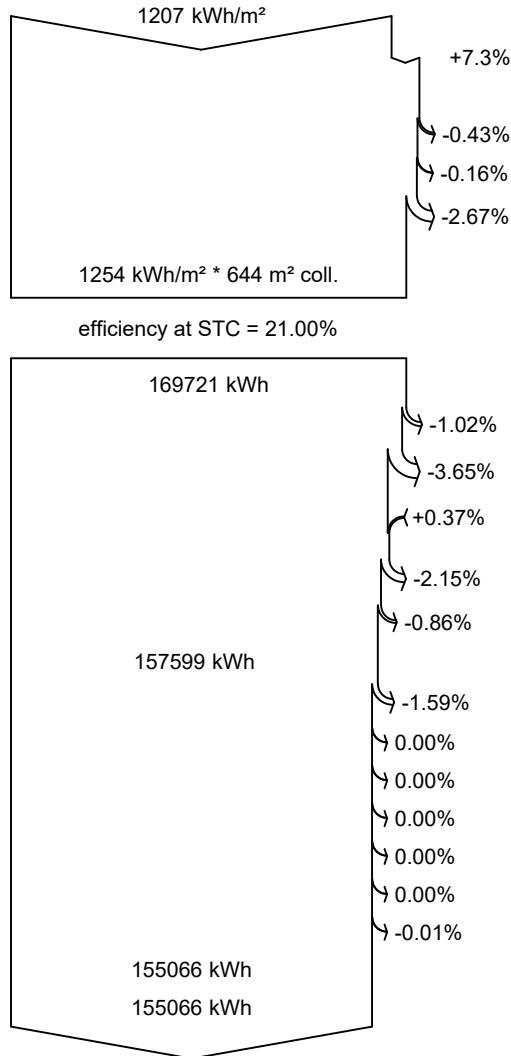 1207 kWh/m²
+7.3%
-0.43%
-0.16%
-2.67%
1254 kWh/m² * 644 m² coll.
efficiency at STC = 21.00%
169721 kWh
-1.02%
-3.65%
+0.37%
-2.15%
-0.86%
157599 kWh
-1.59%
0.00%
0.00%
0.00%
0.00%
0.00%
-0.01%
155066 kWh
155066 kWh